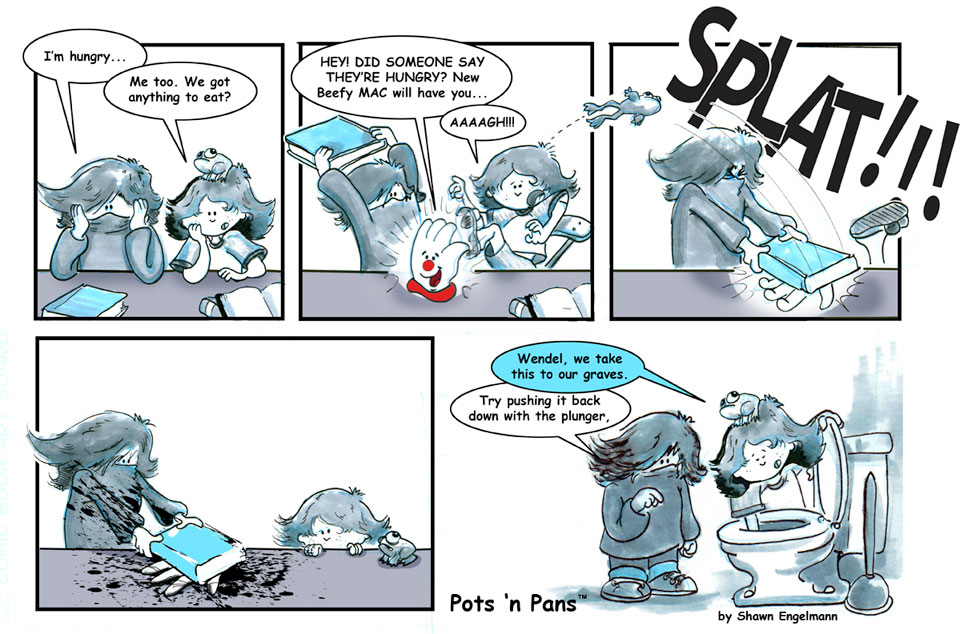 I'm hungry...
Me too. We got
anything to eat?
HEY! DID SOMEONE SAY
THEY'RE HUNGRY? New
Beefy MAC will have you...
AAAAGH!!!
SPLAT!!!
Wendel, we take
this to our graves.
Try pushing it back
down with the plunger,
Pots 'n Pans™
by Shawn Engelmann